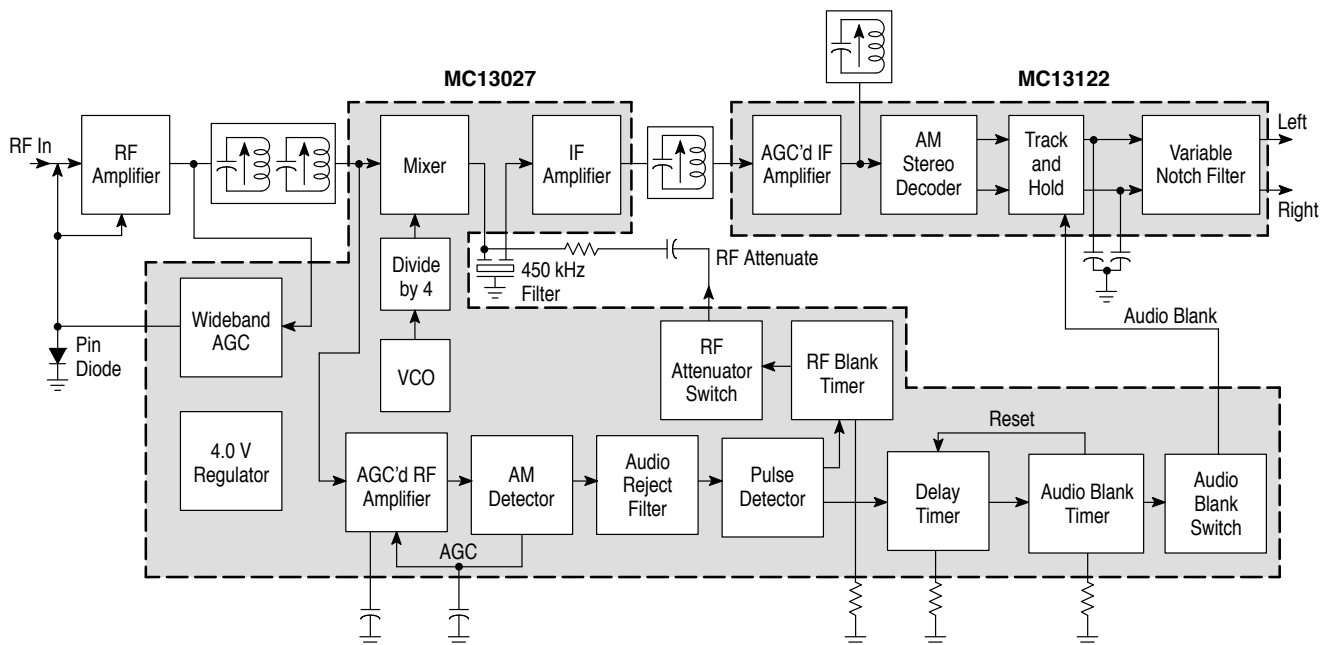 MC13027
MC13122
RF In
RF
Amplifier
Mixer
IF
Amplifier
AGC'd IF
Amplifier
AM
Stereo
Decoder
Track
and
Hold
Variable
Notch Filter
Left
Right
Wideband
AGC
Pin
Diode
Divide
by 4
450 kHz
Filter
RF Attenuate
Audio Blank
VCO
RF
Attenuator
Switch
RF Blank
Timer
4.0 V
Regulator
AGC'd RF
Amplifier
AM
Detector
Audio
Reject
Filter
Pulse
Detector
Reset
Delay
Timer
Audio Blank
Timer
Audio
Blank
Switch
AGC